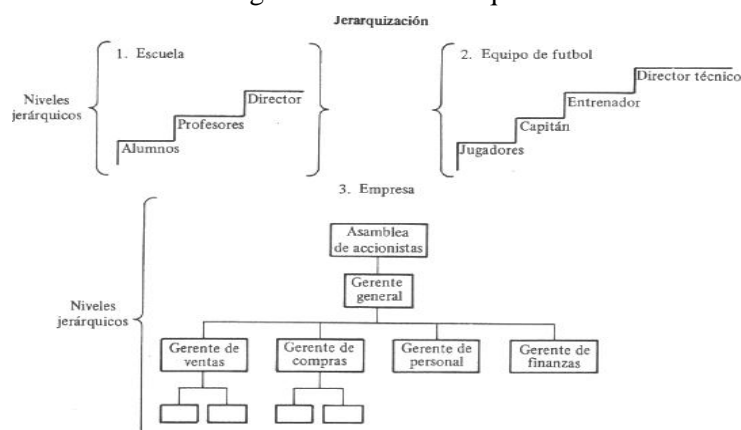 Jerarquización
1. Escuela
2. Equipo de futbol
Niveles
jerárquicos
Director
Profesores
Alumnos
Director técnico
Entrenador
Capitán
Jugadores
3. Empresa
Asamblea
de accionistas
Gerente
general
Niveles
jerárquicos
Gerente de
ventas
Gerente de
compras
Gerente de
personal
Gerente de
finanzas